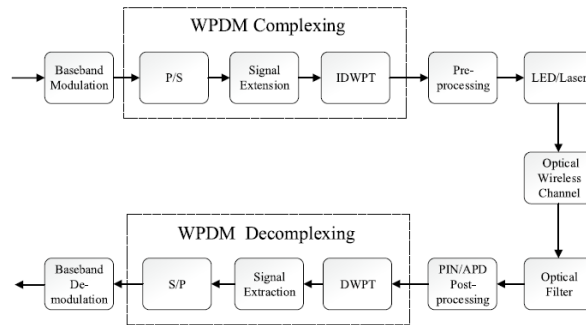 WPDM Complexing
Baseband
Modulation
P/S
Signal
Extension
IDWPT
Pre-
processing
LED/Laser
Optical
Wireless
Channel
WPDM Decomplexing
Baseband
De-
modulation
S/P
Signal
Extraction
DWPT
PIN/APD
Post-
processing
Optical
Filter